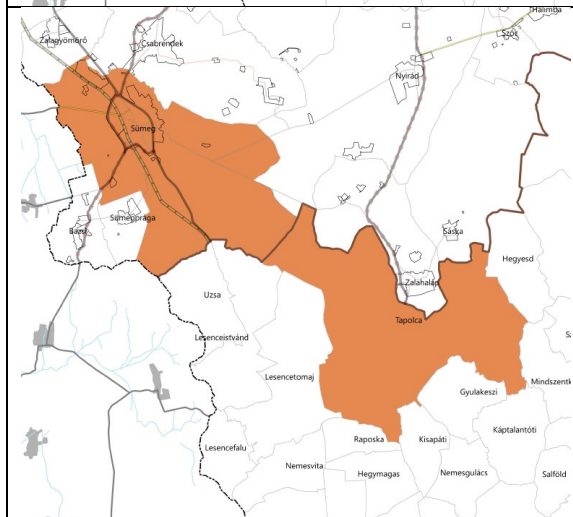 Halimba
Zalagyömörő
Csabrendek
Szőc
Nyirád
Sümeg
Bazsi
Sümegprága
Sáska
Hegyesd
Zalahaláp
Uzsa
Tapolca
Lesenceistvánd
Lesencetomaj
Gyulakeszi
Mindszentk
Káptalantóti
Raposka
Kisapáti
Lesencefalu
Nemesvita
Hegymagas
Nemesgulács
Salföld